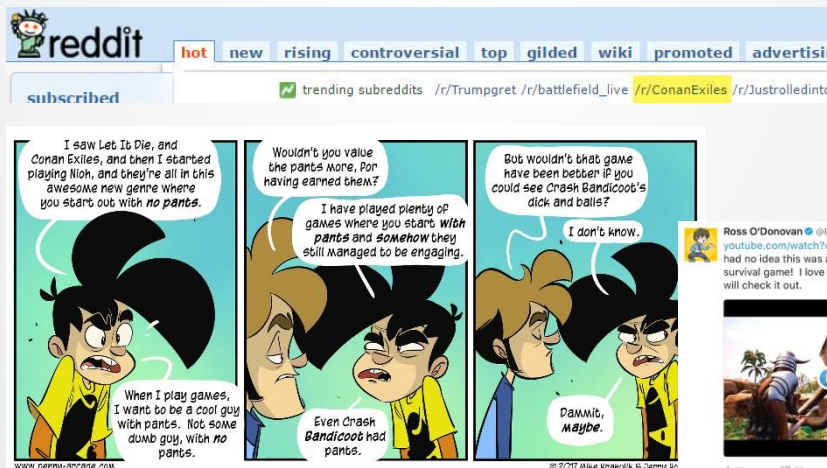 reddit
hot new rising controversial top gilded wiki promoted
subscribed
trending subreddits /r/Trumpgret /r/battlefield_live /r/ConanExiles
I saw Let It Die, and
Conan Exiles, and then I started
playing Nioh, and they're all in this
awesome new genre where
you start out with no pants.
When I play games,
I want to be a cool guy
with pants. Not some
dumb guy, with no
pants.
Wouldn't you value
the pants more, for
having earned them?
I have played plenty of
games where you start with
pants and somehow they
still managed to be engaging.
Even Crash
Bandicoot had
pants.
But wouldn't that game
have been better if you
could see Crash Bandicoot's
dick and balls?
I don't know.
Dammit,
maybe.
www.penny-arcade.com
© 2017 Mike Krahulik & Jerry
Ross O'Donovan
youtube.com/watch?v
had no idea this was
survival game! I love
will check it out.